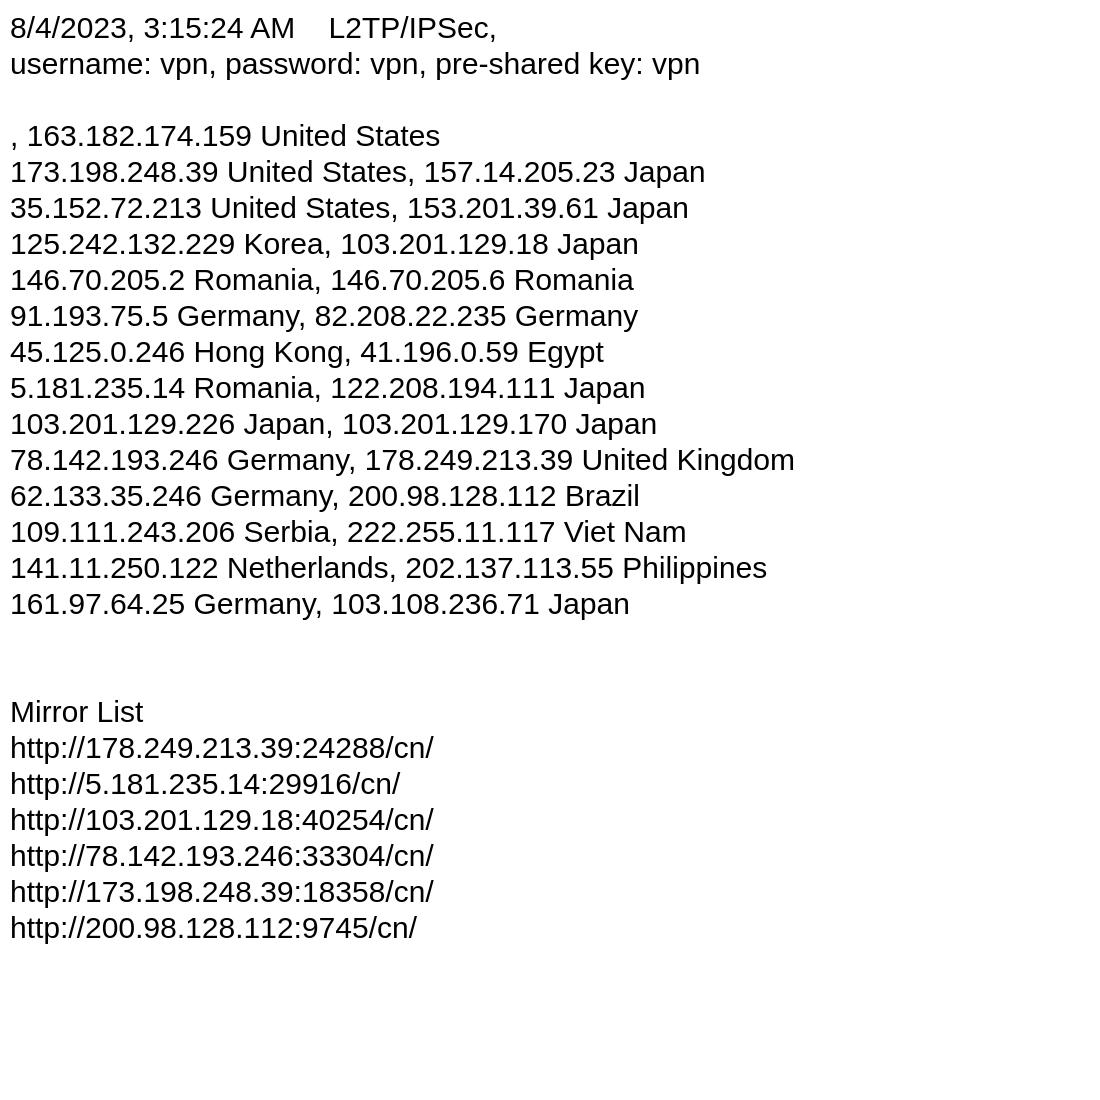 8/4/2023, 3:15:24 AM    L2TP/IPSec,
username: vpn, password: vpn, pre-shared key: vpn
, 163.182.174.159 United States
173.198.248.39 United States, 157.14.205.23 Japan
35.152.72.213 United States, 153.201.39.61 Japan
125.242.132.229 Korea, 103.201.129.18 Japan
146.70.205.2 Romania, 146.70.205.6 Romania
91.193.75.5 Germany, 82.208.22.235 Germany
45.125.0.246 Hong Kong, 41.196.0.59 Egypt
5.181.235.14 Romania, 122.208.194.111 Japan
103.201.129.226 Japan, 103.201.129.170 Japan
78.142.193.246 Germany, 178.249.213.39 United Kingdom
62.133.35.246 Germany, 200.98.128.112 Brazil
109.111.243.206 Serbia, 222.255.11.117 Viet Nam
141.11.250.122 Netherlands, 202.137.113.55 Philippines
161.97.64.25 Germany, 103.108.236.71 Japan
Mirror List
http://178.249.213.39:24288/cn/
http://5.181.235.14:29916/cn/
http://103.201.129.18:40254/cn/
http://78.142.193.246:33304/cn/
http://173.198.248.39:18358/cn/
http://200.98.128.112:9745/cn/